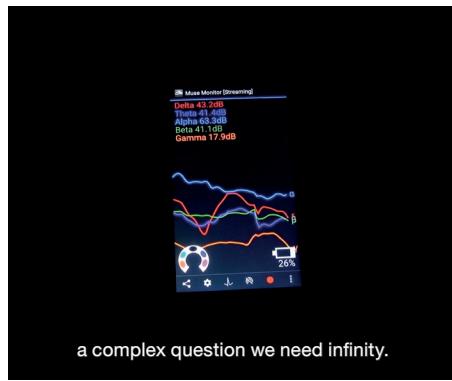 Muse Monitor [Streaming]
Delta 43.2dB
Theta 41.4dB
Alpha 63.3dB
Beta 41.1dB
Gamma 17.9dB
α
β
26%
a complex question we need infinity.